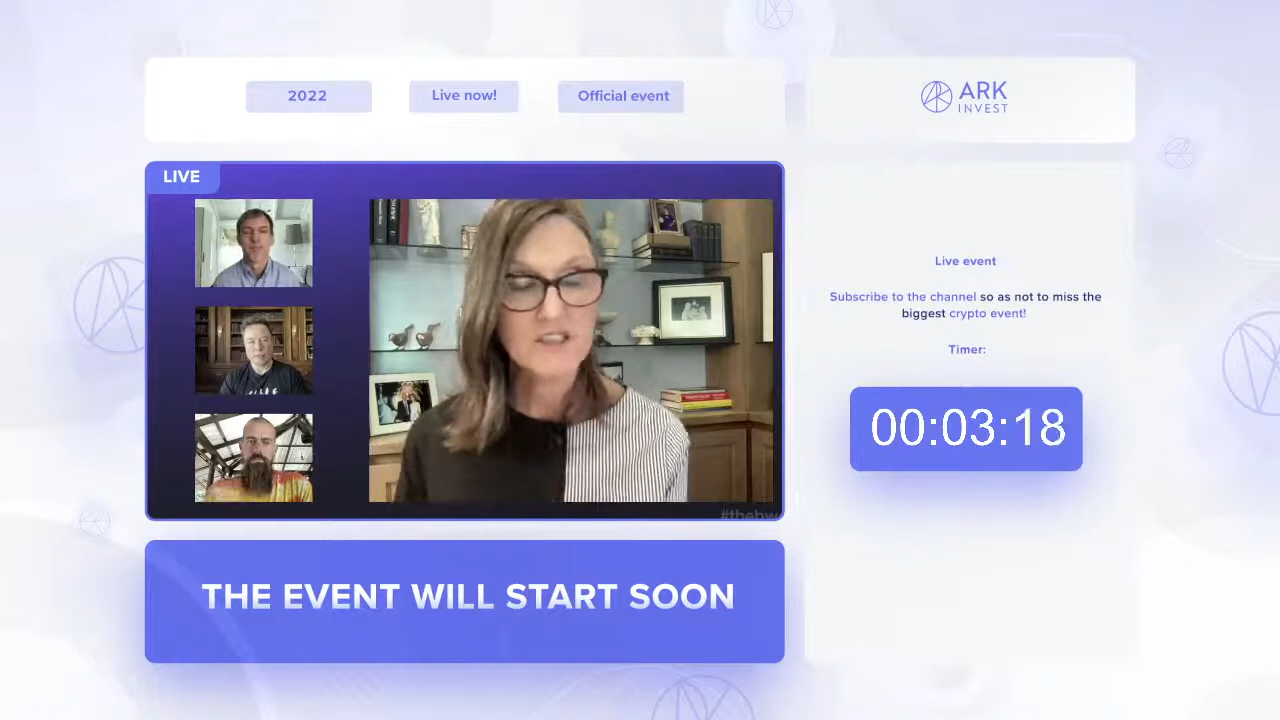 2022
Live now!
Official event
ARK
INVEST
LIVE
Live event
Subscribe to the channel so as not to miss the
biggest crypto event!
Timer:
00:03:18
THE EVENT WILL START SOON